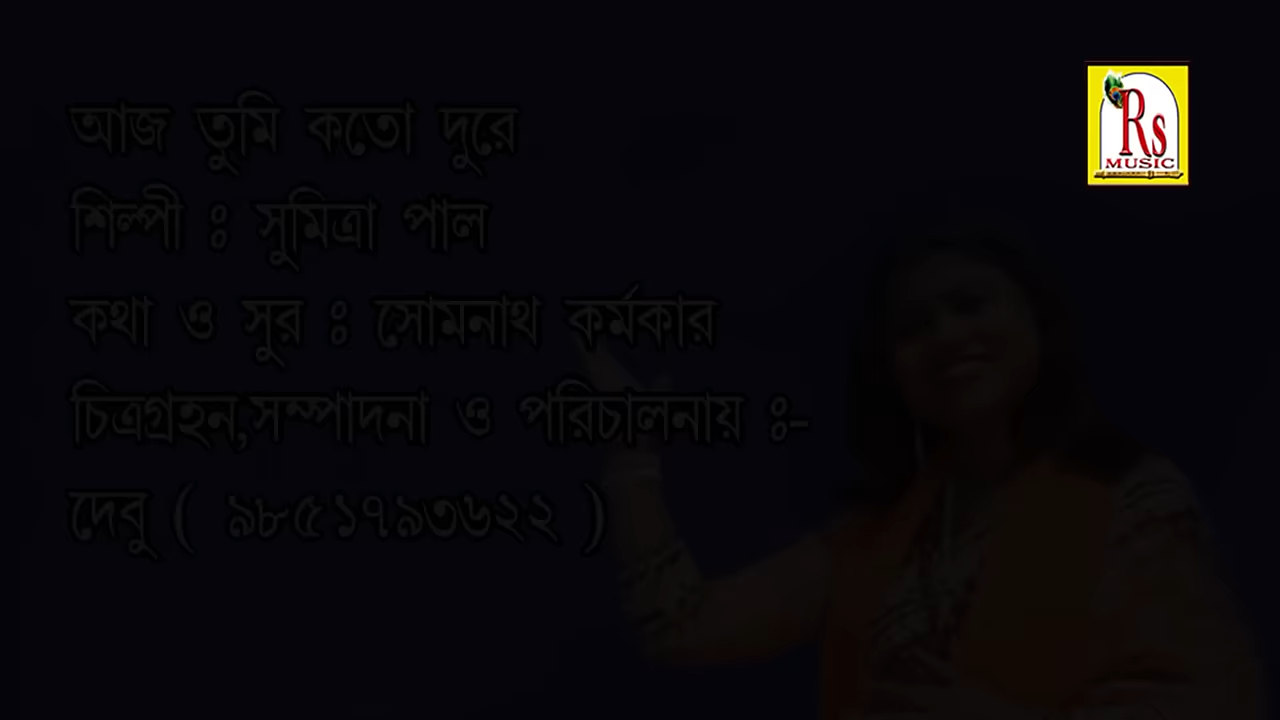 আজ তুমি কতো দুরে
শিল্পী ঃ সুমিত্রা পাল
কথা ও সুর ঃ সোমনাথ কর্মকার
চিত্রগ্রহন,সম্পাদনা ও পরিচালনায় ঃ-
দেবু ( ৯৮৫১৭৯৩৬২২ )
Rs
MUSIC